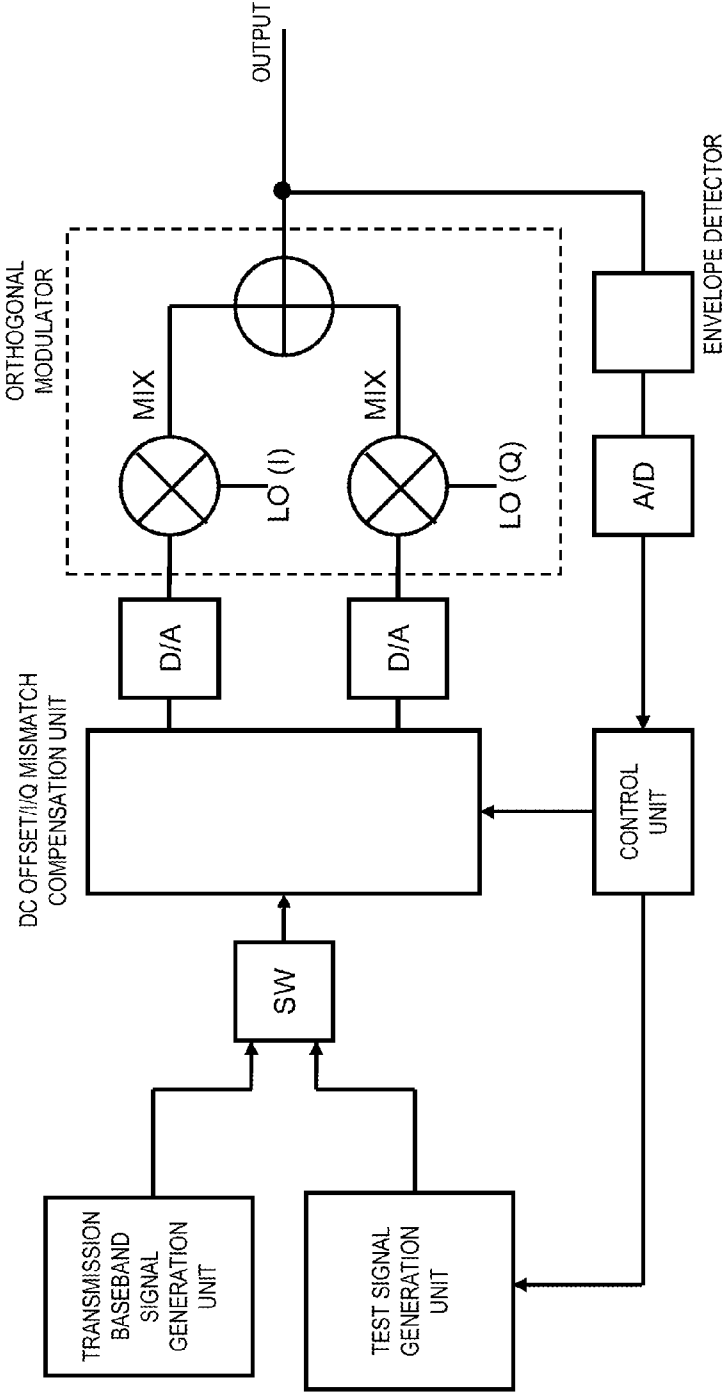 TRANSMISSION
BASEBAND
SIGNAL
GENERATION
UNIT
TEST SIGNAL
GENERATION
UNIT
SW
DC OFFSET/I/Q MISMATCH
COMPENSATION UNIT
D/A
D/A
ORTHOGONAL
MODULATOR
MIX
LO (I)
MIX
LO (Q)
OUTPUT
ENVELOPE DETECTOR
A/D
CONTROL
UNIT